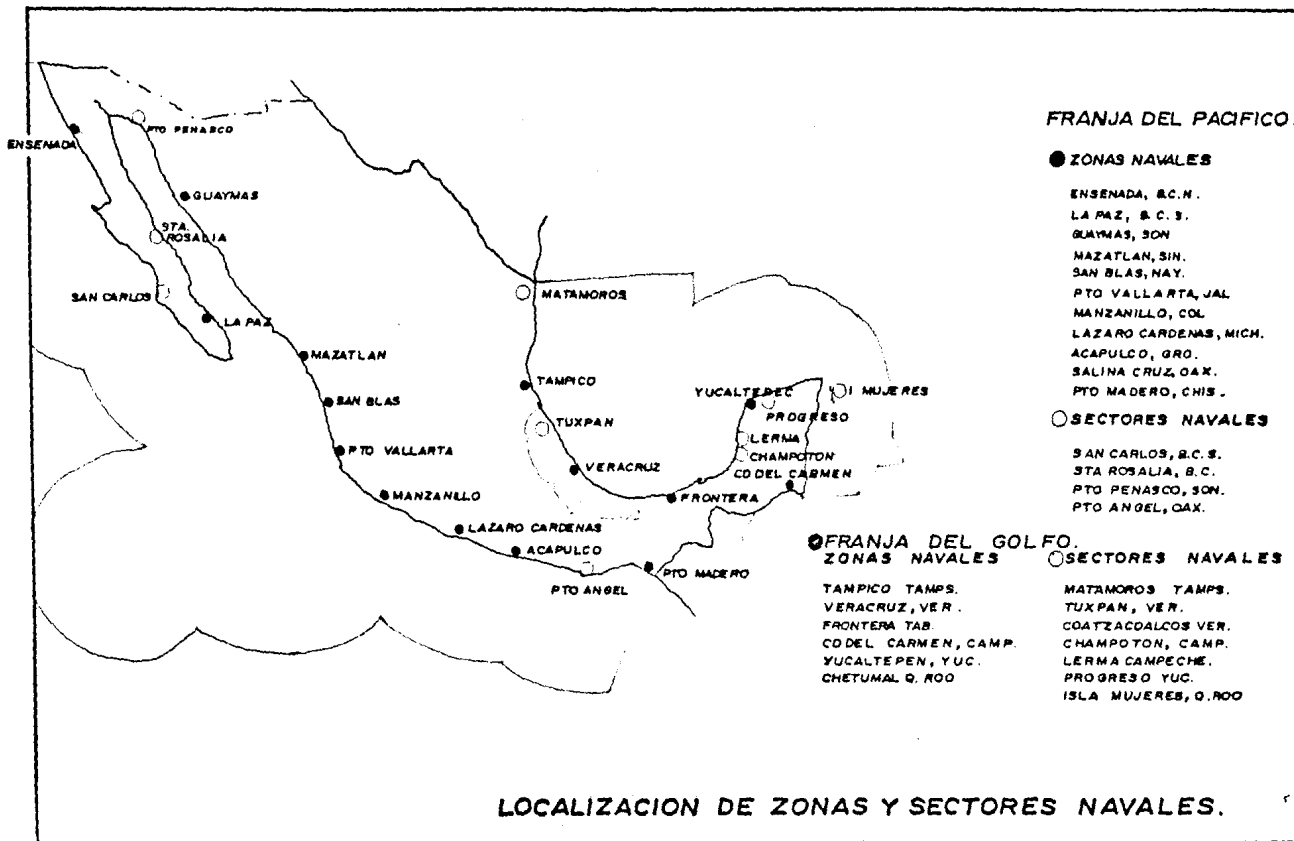 PTO PENASCO
ENSENADA
GUAYMAS
STA.
ROSALIA
SAN CARLOS
LA PAZ
MAZATLAN
SAN BLAS
PTO VALLARTA
MANZANILLO
LAZARO CARDENAS
ACAPULCO
PTO ANGEL
PTO MADERO
MATAMOROS
TAMPICO
TUXPAN
VERACRUZ
FRONTERA
YUCALTEPEC
PROGRESO
I MUJERES
LERMA
CHAMPOTON
CD DEL CARMEN
FRANJA DEL PACIFICO.
ZONAS NAVALES
ENSENADA, B.C.N.
LA PAZ, B.C.S.
GUAYMAS, SON
MAZATLAN, SIN.
SAN BLAS, NAY.
PTO VALLARTA, JAL
MANZANILLO, COL
LAZARO CARDENAS, MICH.
ACAPULCO, GRO.
SALINA CRUZ, OAX.
PTO MADERO, CHIS.
SECTORES NAVALES
SAN CARLOS, B.C.S.
STA ROSALIA, B.C.
PTO PENASCO, SON.
PTO ANGEL, OAX.
FRANJA DEL GOLFO.
ZONAS NAVALES
TAMPICO TAMPS.
VERACRUZ, VER.
FRONTERA TAB.
CD DEL CARMEN, CAMP.
YUCALTEPEN, YUC.
CHETUMAL Q. ROO
SECTORES NAVALES
MATAMOROS TAMPS.
TUXPAN, VER.
COATZACOALCOS VER.
CHAMPOTON, CAMP.
LERMA CAMPECHE.
PROGRESO YUC.
ISLA MUJERES, Q.ROO
LOCALIZACION DE ZONAS Y SECTORES NAVALES.